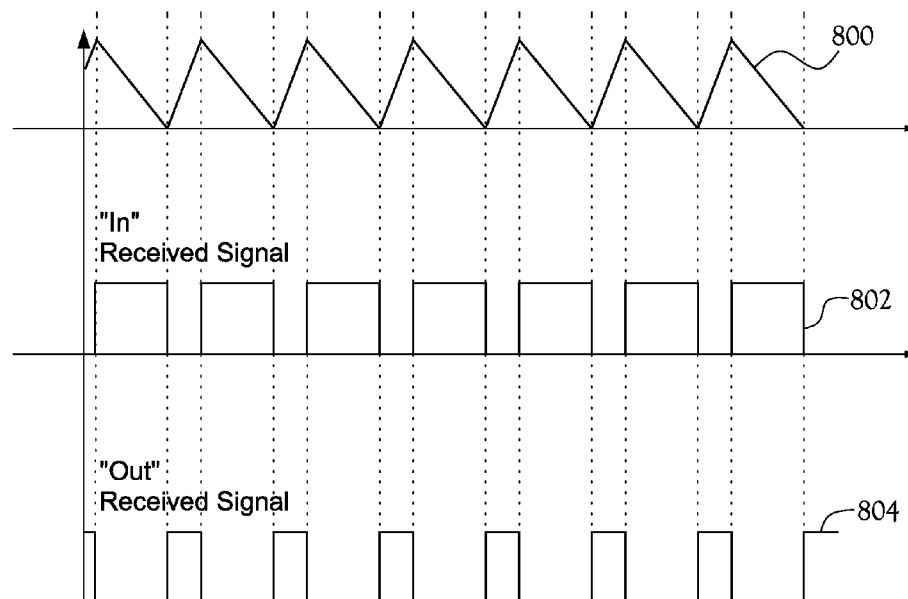 800
"In"
Received Signal
802
"Out"
Received Signal
804